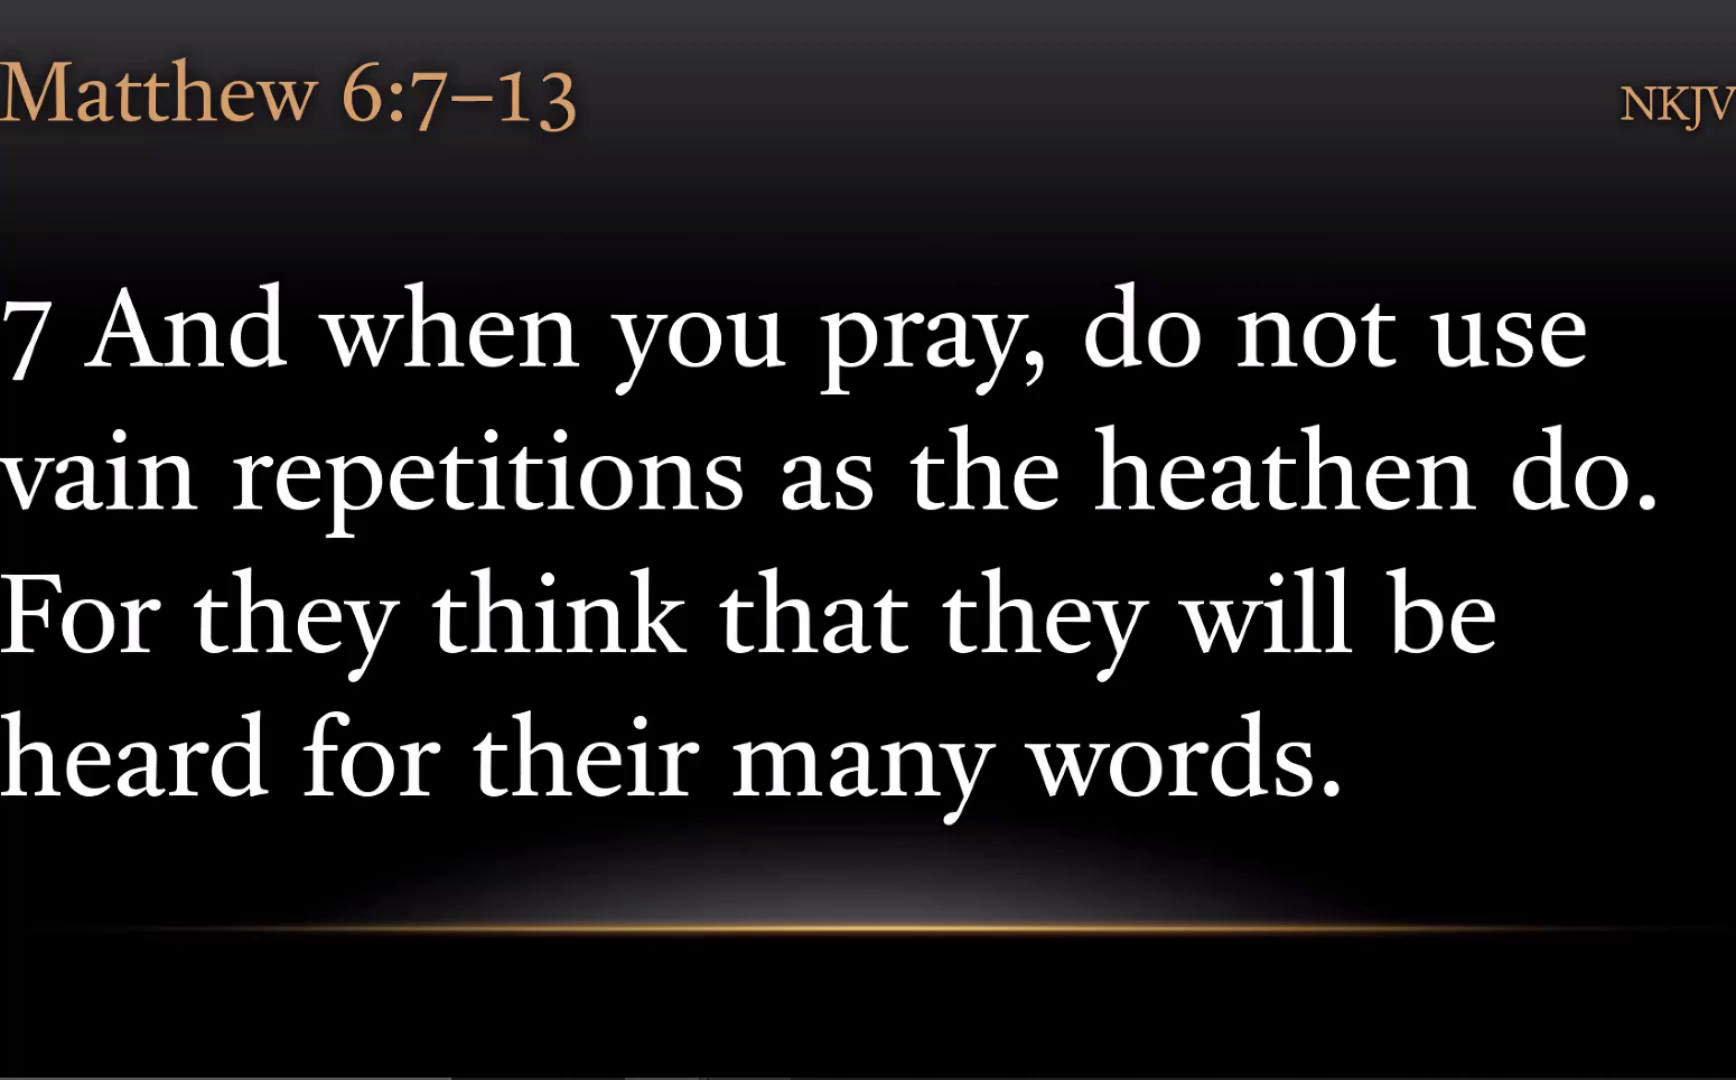 Matthew 6:7–13
NKJV
7 And when you pray, do not use
vain repetitions as the heathen do.
For they think that they will be
heard for their many words.